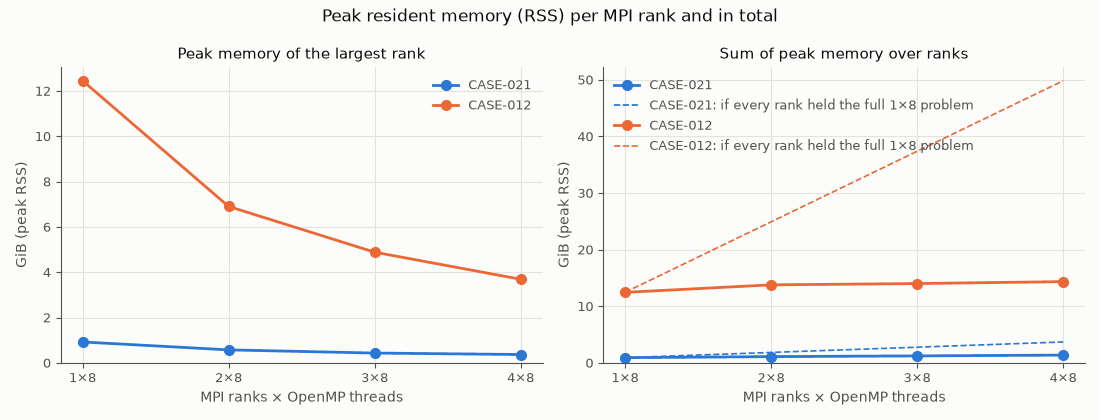 Peak resident memory (RSS) per MPI rank and in total
Peak memory of the largest rank
CASE-021
CASE-012
12
10
8
6
4
2
0
GiB (peak RSS)
1×8
2×8
3×8
4×8
MPI ranks × OpenMP threads
Sum of peak memory over ranks
CASE-021
CASE-021: if every rank held the full 1×8 problem
CASE-012
CASE-012: if every rank held the full 1×8 problem
50
40
30
20
10
0
GiB (peak RSS)
1×8
2×8
3×8
4×8
MPI ranks × OpenMP threads